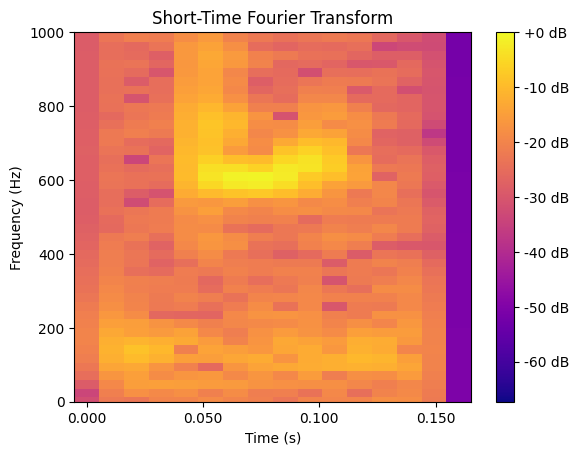 Short-Time Fourier Transform
Frequency (Hz)
1000
800
600
400
200
0
0.000
0.050
0.100
0.150
Time (s)
+0 dB
-10 dB
-20 dB
-30 dB
-40 dB
-50 dB
-60 dB